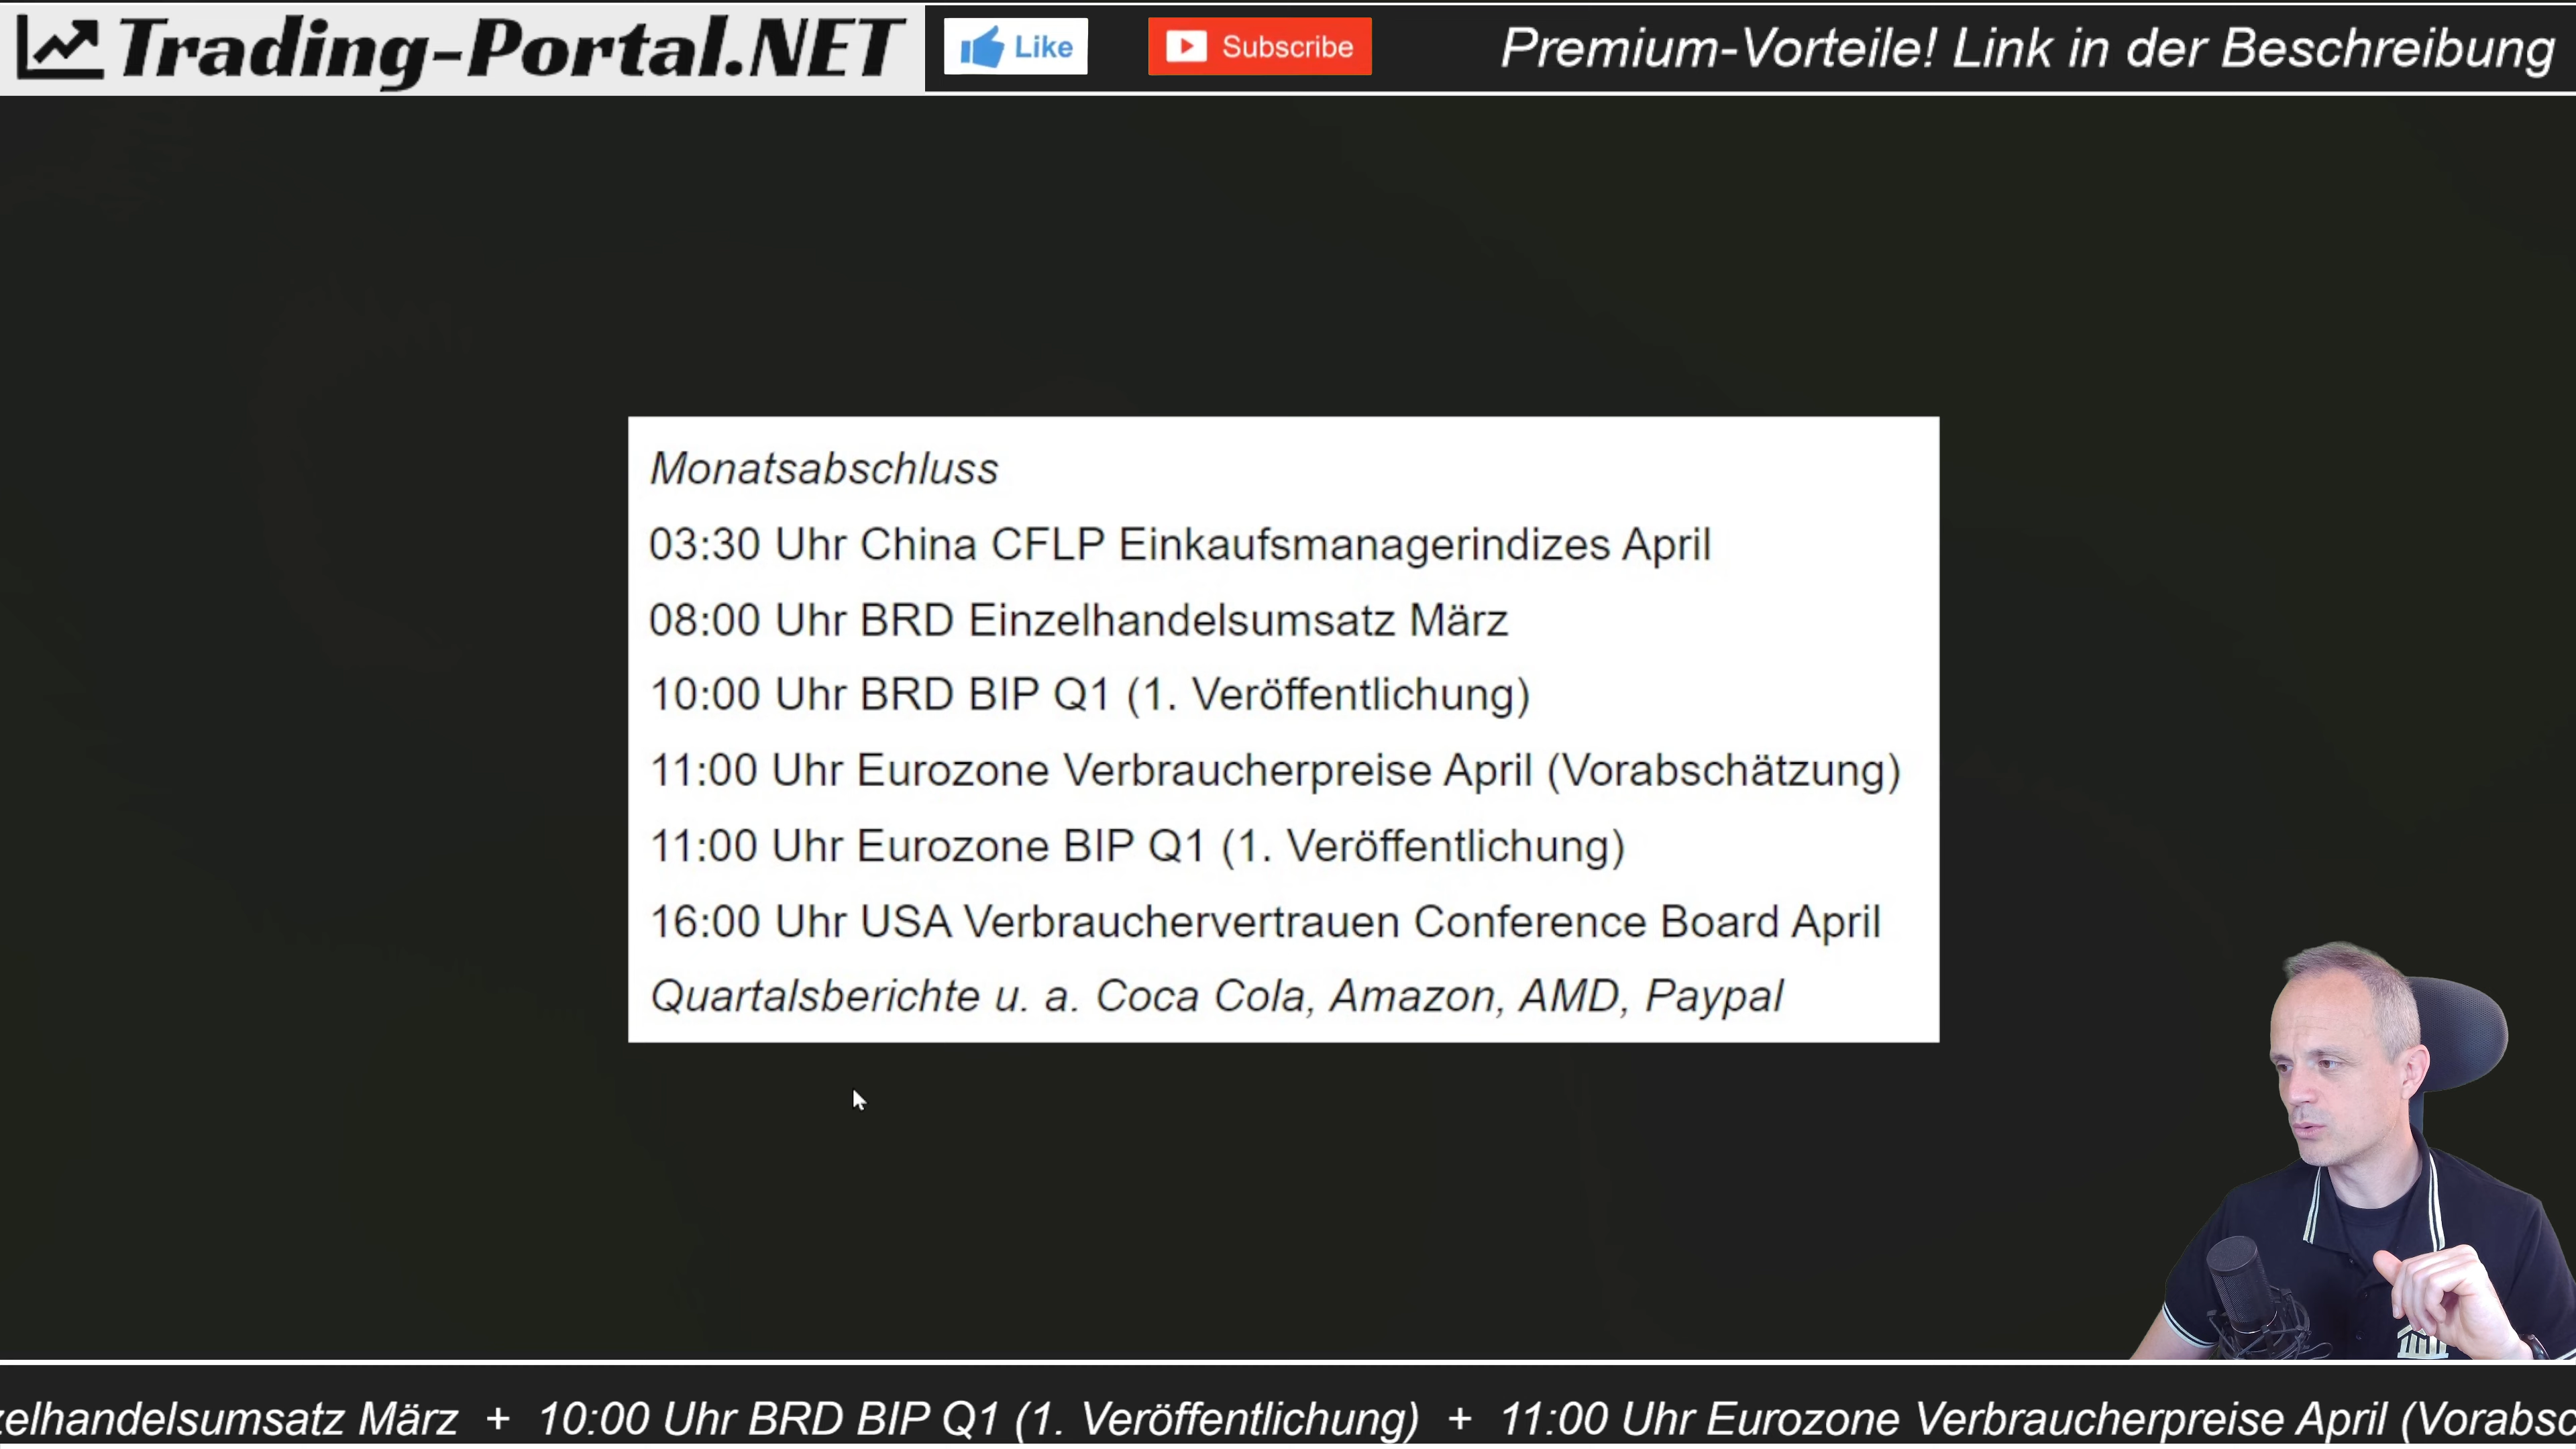 Trading-Portal.NET
Like
Subscribe
Premium-Vorteile! Link in der Beschreibung
Monatsabschluss
03:30 Uhr China CFLP Einkaufsmanagerindizes April
08:00 Uhr BRD Einzelhandelsumsatz März
10:00 Uhr BRD BIP Q1 (1. Veröffentlichung)
11:00 Uhr Eurozone Verbraucherpreise April (Vorabschätzung)
11:00 Uhr Eurozone BIP Q1 (1. Veröffentlichung)
16:00 Uhr USA Verbrauchervertrauen Conference Board April
Quartalsberichte u. a. Coca Cola, Amazon, AMD, Paypal
zelhandelsumsatz März + 10:00 Uhr BRD BIP Q1 (1. Veröffentlichung) + 11:00 Uhr Eurozone Verbraucherpreise April (Vorabsc